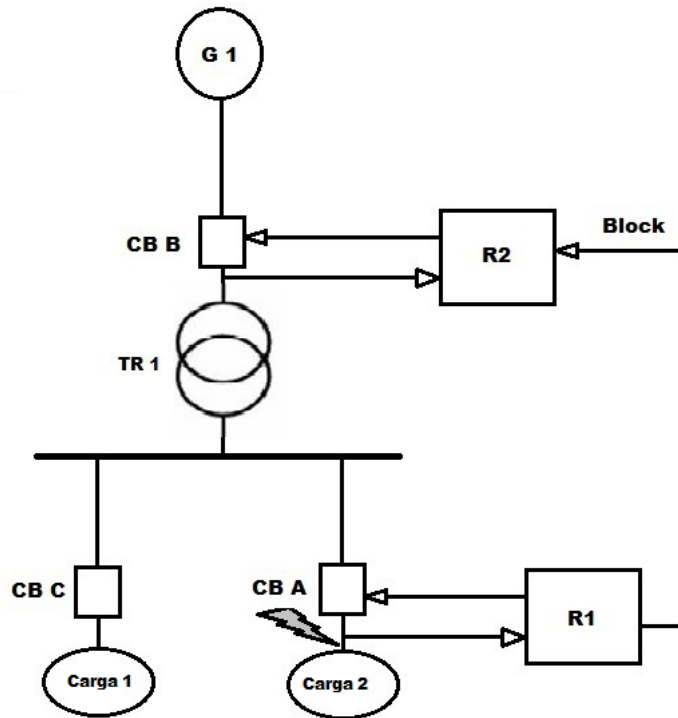 G 1
CB B
R2
Block
TR 1
CB C
CB A
R1
Carga 1
Carga 2